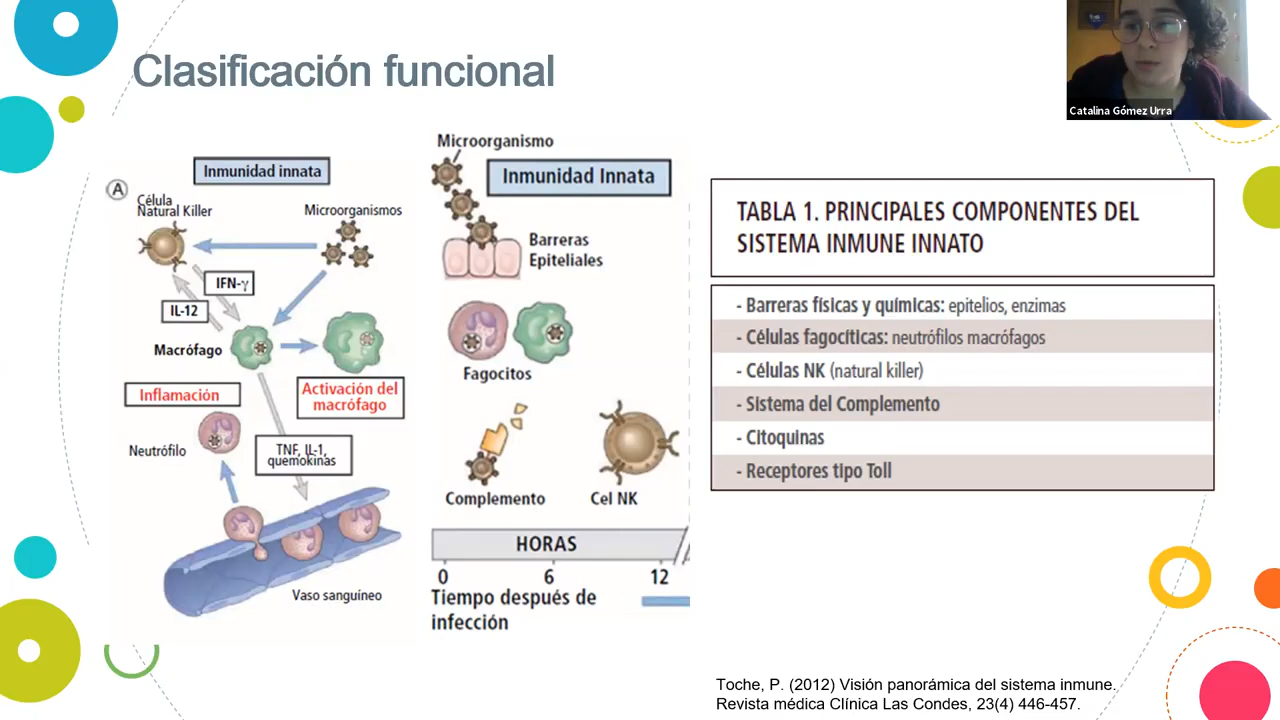 Clasificación funcional
Catalina Gómez Urra
A
Inmunidad innata
Célula
Natural Killer
Microorganismos
IFN-γ
IL-12
Macrófago
Inflamación
Activación del
macrófago
Neutrófilo
TNF, IL-1,
quemokinas
Vaso sanguíneo
Microorganismo
Inmunidad Innata
Barreras
Epiteliales
Fagocitos
Complemento
Cel NK
HORAS
0 6 12
Tiempo después de
infección
TABLA 1. PRINCIPALES COMPONENTES DEL
SISTEMA INMUNE INNATO
- Barreras físicas y químicas: epitelios, enzimas
- Células fagocíticas: neutrófilos macrófagos
- Células NK (natural killer)
- Sistema del Complemento
- Citoquinas
- Receptores tipo Toll
Toche, P. (2012) Visión panorámica del sistema inmune.
Revista médica Clínica Las Condes, 23(4) 446-457.